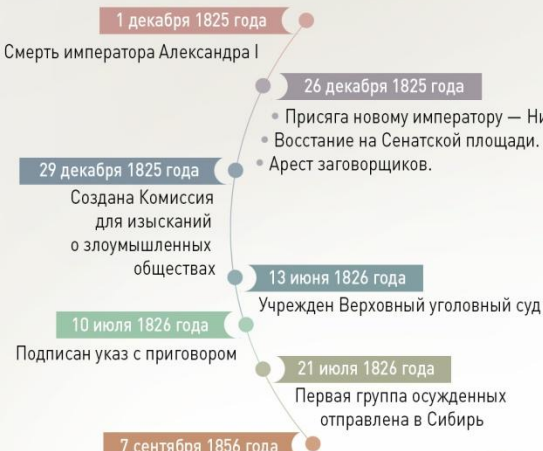 1 декабря 1825 года
Смерть императора Александра I
26 декабря 1825 года
• Присяга новому императору —
• Восстание на Сенатской площади.
• Арест заговорщиков.
29 декабря 1825 года
Создана Комиссия
для изысканий
о злоумышленных
обществах
13 июня 1826 года
Учрежден Верховный уголовный суд
10 июля 1826 года
Подписан указ с приговором
21 июля 1826 года
Первая группа осужденных
отправлена в Сибирь
7 сентября 1856 года